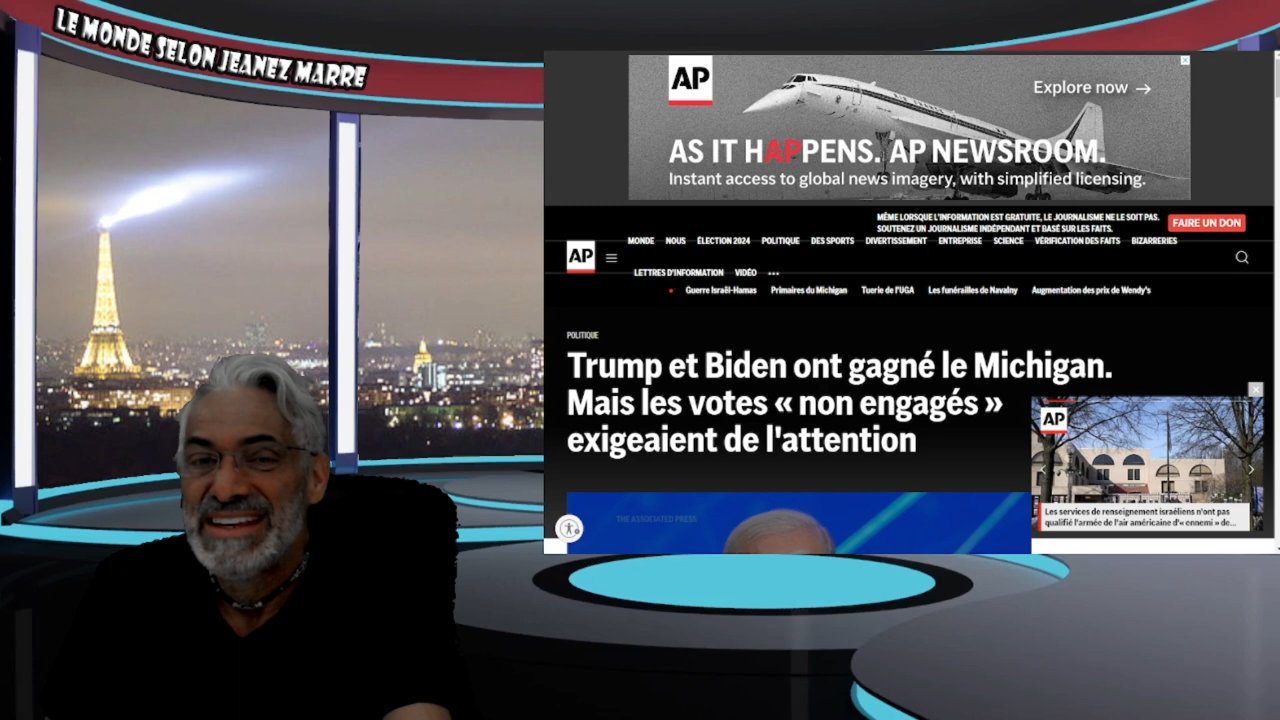 LE MONDE SELON JEANEZ MARRE
AP
Explore now →
AS IT HAPPENS. AP NEWSROOM.
Instant access to global news imagery, with simplified licensing.
MÊME LORSQUE L'INFORMATION EST GRATUITE, LE JOURNALISME NE LE SOIT PAS.
SOUTENEZ UN JOURNALISME INDÉPENDANT ET BASÉ SUR LES FAITS.
FAIRE UN DON
AP
MONDE NOUS ÉLECTION 2024 POLITIQUE DES SPORTS DIVERTISSEMENT ENTREPRISE SCIENCE VÉRIFICATION DES FAITS BIZARRERIES
LETTRES D'INFORMATION VIDÉO •••
Guerre Israël-Hamas Primaires du Michigan Tuerie de l'UGA Les funérailles de Navalny Augmentation des prix de Wendy's
POLITIQUE
Trump et Biden ont gagné le Michigan.
Mais les votes « non engagés »
exigeaient de l'attention
AP
Les services de renseignement israéliens n'ont pas
qualifié l'armée de l'air américaine d'« ennemi » de...
THE ASSOCIATED PRESS